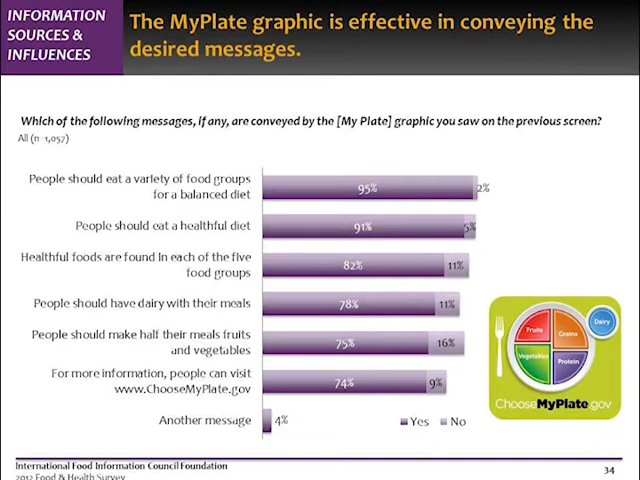 INFORMATION
SOURCES &
INFLUENCES
The MyPlate graphic is effective in conveying the
desired messages.
Which of the following messages, if any, are conveyed by the [My Plate] graphic you saw on the previous screen?
All (n=1,057)
People should eat a variety of food groups
for a balanced diet
95% 2%
People should eat a healthful diet
91% 5%
Healthful foods are found in each of the five
food groups
82% 11%
People should have dairy with their meals
78% 11%
People should make half their meals fruits
and vegetables
75% 16%
For more information, people can visit
www.ChooseMyPlate.gov
74% 9%
Another message
4%
Yes No
Dairy
Fruits
Grains
Vegetables
Protein
ChooseMyPlate.gov
International Food Information Council Foundation
2012 Food & Health Survey
34